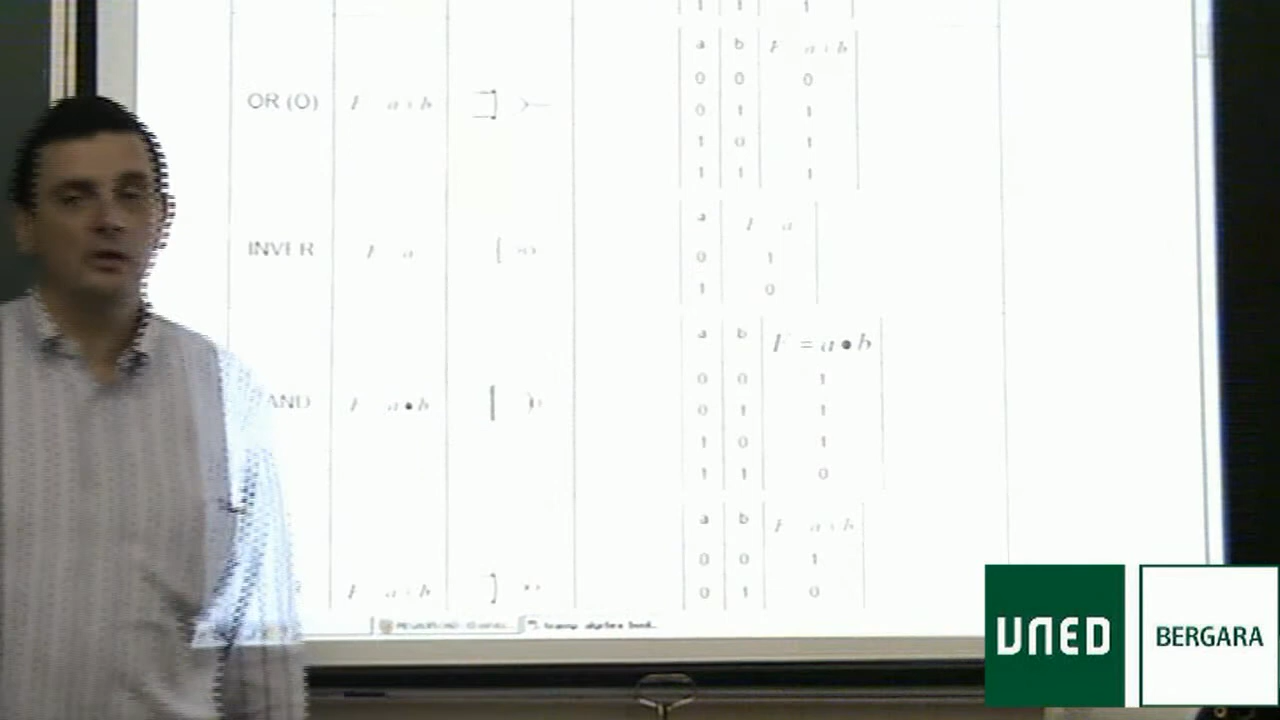 1 1 1
a b F a+b
0 0 0
OR (O) F a+b
0 1 1
1 0 1
1 1 1
a F a
INVER F a
0 1
1 0
a b F = a●b
0 0 1
AND F a●b
0 1 1
1 0 1
1 1 0
a b F a+b
0 0 1
F a+b
0 1 0
UNED
BERGARA